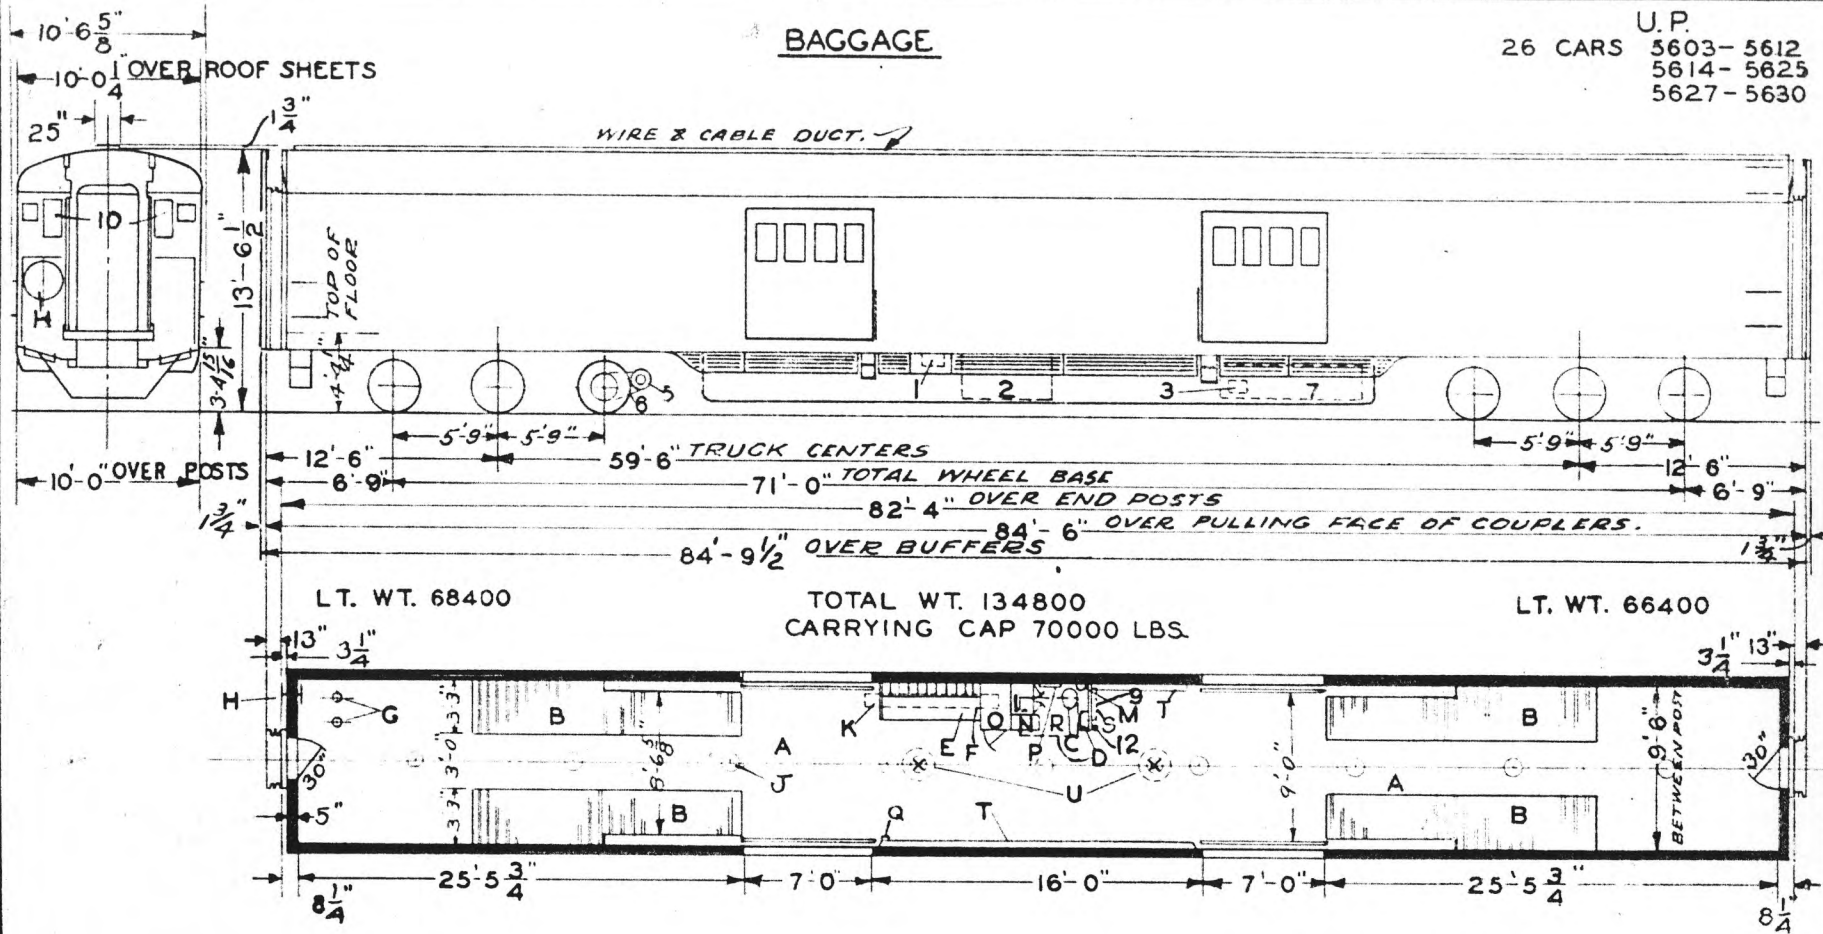 BAGGAGE
U.P.
26 CARS 5603-5612
5614-5625
5627-5630
10'-6 5/8"
10'-0 1/4" OVER ROOF SHEETS
25"
1 3/4"
WIRE & CABLE DUCT.
10
H
13'-6 1/2"
TOP OF FLOOR
4'-4 1/4"
3'-4 15/16"
1
2
3
7
5
6
5'-9" 5'-9"
5'-9" 5'-9"
12'-6" 59'-6" TRUCK CENTERS 12'-6"
10'-0" OVER POSTS
6'-9" 71'-0" TOTAL WHEEL BASE 6'-9"
82'-4" OVER END POSTS
1 3/4" 84'-6" OVER PULLING FACE OF COUPLERS.
84'-9 1/2" OVER BUFFERS 1 3/4"
LT. WT. 68400
TOTAL WT. 134800
LT. WT. 66400
CARRYING CAP 70000 LBS.
13" 3 1/4"
3 1/4" 13"
H
G
3'-3"
3'-0"
3'-3"
B
B
8'-6 5/8"
A
J
K
E F
O
L
N
P
R
C
D
9
M
12
T
U
Q
T
9'-0"
A
B
B
9'-6" BETWEEN POST
30"
30"
5"
8 1/4" 25'-5 3/4" 7'-0" 16'-0" 7'-0" 25'-5 3/4" 8 1/4"